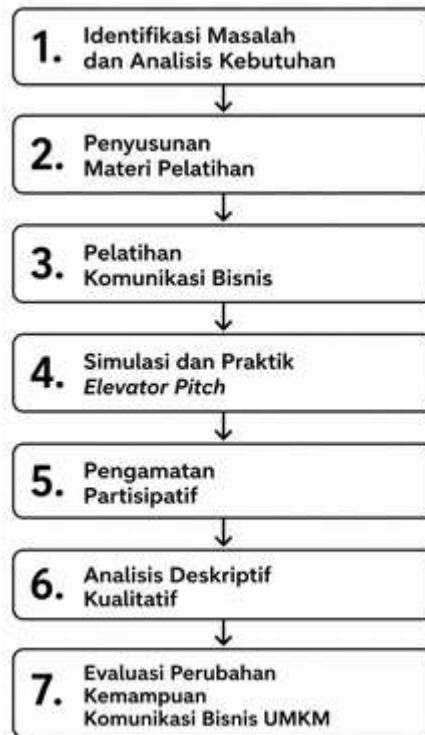 1. Identifikasi Masalah
dan Analisis Kebutuhan
2. Penyusunan
Materi Pelatihan
3. Pelatihan
Komunikasi Bisnis
4. Simulasi dan Praktik
Elevator Pitch
5. Pengamatan
Partisipatif
6. Analisis Deskriptif
Kualitatif
7. Evaluasi Perubahan
Kemampuan
Komunikasi Bisnis UMKM